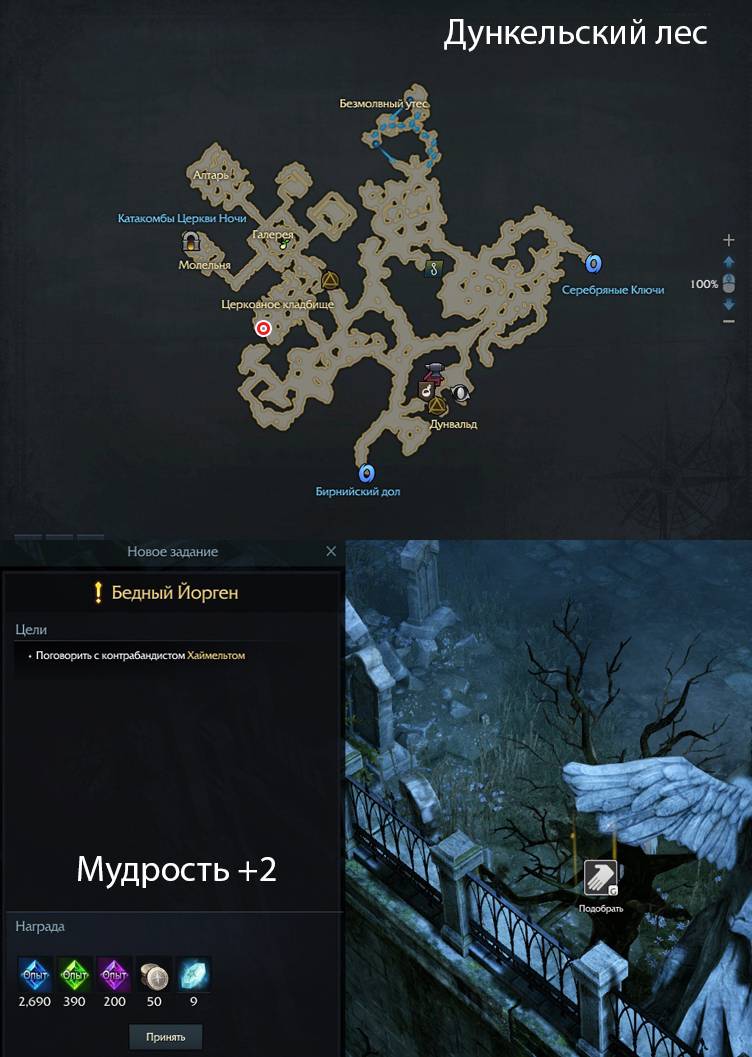 Дункельский лес
Безмолвный утес
Алтарь
Катакомбы Церкви Ночи
Галерея
Молельня
Серебряные Ключи
100%
Церковное кладбище
Дунвальд
Бирнийский дол
Новое задание
Бедный Йорген
Цели
• Поговорить с контрабандистом Хаймельтом
Мудрость +2
Подобрать
G
Награда
Опыт Опыт Опыт
2,690 390 200 50 9
Принять